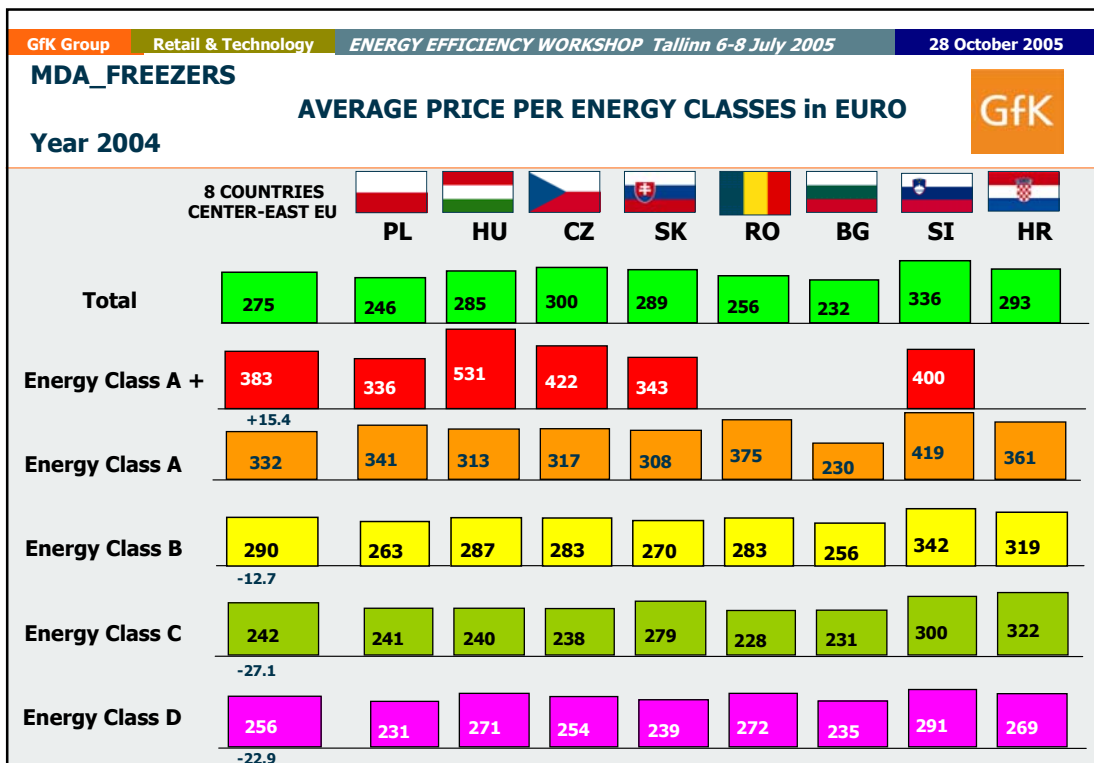 GfK Group Retail & Technology ENERGY EFFICIENCY WORKSHOP Tallinn 6-8 July 2005 28 October 2005
MDA_FREEZERS
AVERAGE PRICE PER ENERGY CLASSES in EURO
GfK
Year 2004
8 COUNTRIES
CENTER-EAST EU
PL HU CZ SK RO BG SI HR
Total 275 246 285 300 289 256 232 336 293
Energy Class A + 383 336 531 422 343 400
+15.4
Energy Class A 332 341 313 317 308 375 230 419 361
Energy Class B 290 263 287 283 270 283 256 342 319
-12.7
Energy Class C 242 241 240 238 279 228 231 300 322
-27.1
Energy Class D 256 231 271 254 239 272 235 291 269
-22.9